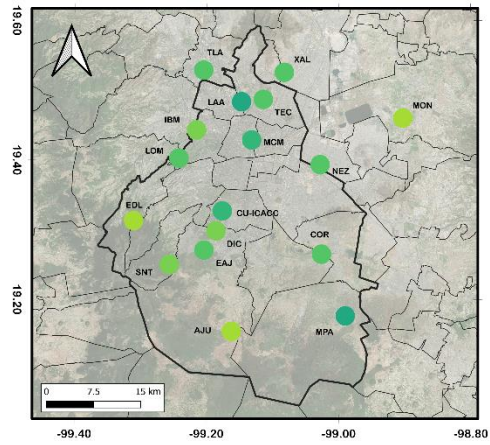 19.60
TLA
XAL
LAA
TEC
MON
IBM
MCM
19.40
LOM
NEZ
EDL
CU-ICACC
DIC
COR
EAJ
SNT
19.20
AJU
MPA
0 7.5 15 km
-99.40 -99.20 -99.00 -98.80